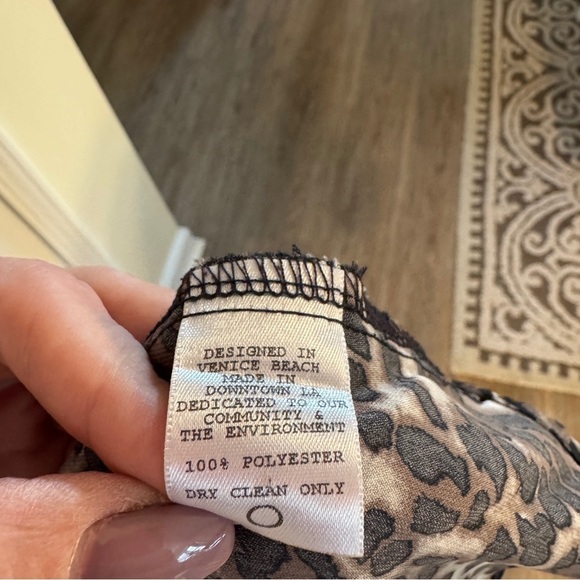 DESIGNED IN
VENICE BEACH
MADE IN
DOWNTOWN LA
DEDICATED TO OUR
COMMUNITY &
THE ENVIRONMENT
100% POLYESTER
DRY CLEAN ONLY